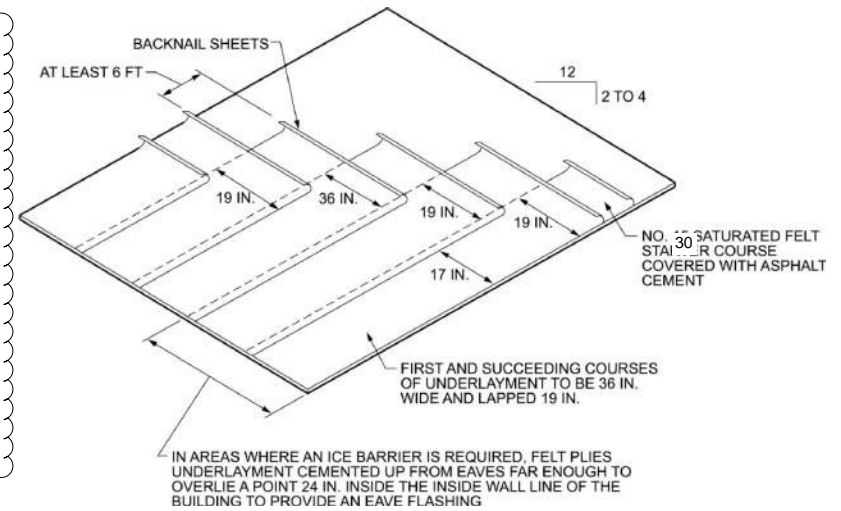 BACKNAIL SHEETS
AT LEAST 6 FT
12
2 TO 4
19 IN.
36 IN.
19 IN.
19 IN.
17 IN.
NO. 30 SATURATED FELT
COURSE
COVERED WITH ASPHALT
CEMENT
FIRST AND SUCCEEDING COURSES
OF UNDERLAYMENT TO BE 36 IN.
WIDE AND LAPPED 19 IN.
IN AREAS WHERE AN ICE BARRIER IS REQUIRED, FELT PLIES
UNDERLAYMENT CEMENTED UP FROM EAVES FAR ENOUGH TO
OVERLIE A POINT 24 IN. INSIDE THE INSIDE WALL LINE OF THE
BUILDING TO PROVIDE AN EAVE FLASHING